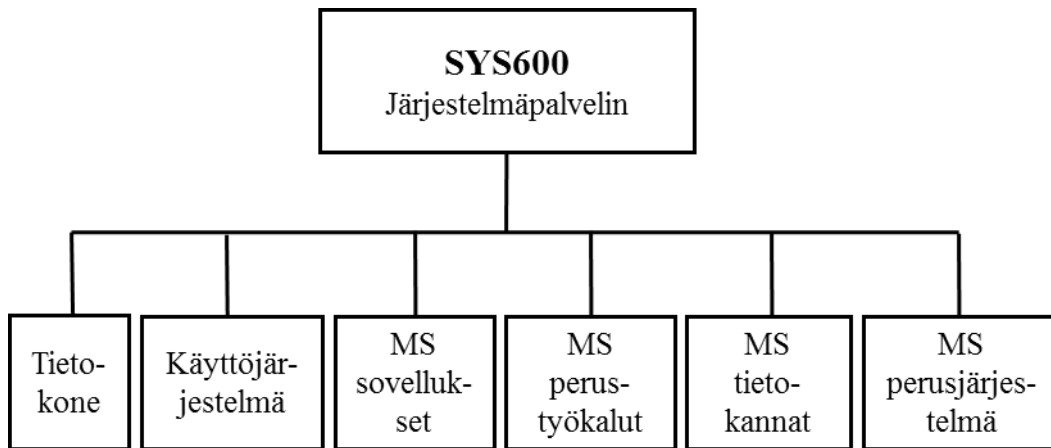 SYS600
Järjestelmäpalvelin
Tieto-
kone
Käyttöjär-
jestelmä
MS
sovelluk-
set
MS
perus-
työkalut
MS
tieto-
kannat
MS
perusjärjes-
telmä